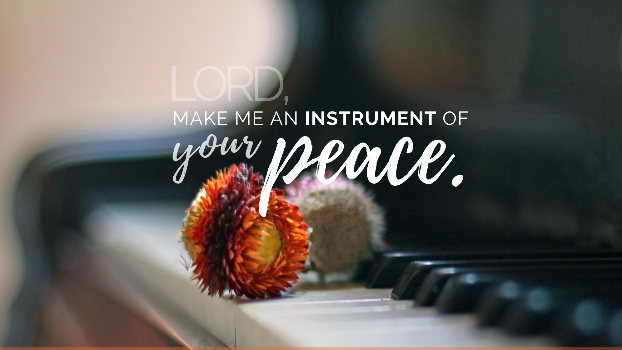 LORD,
MAKE ME AN INSTRUMENT OF
your peace.